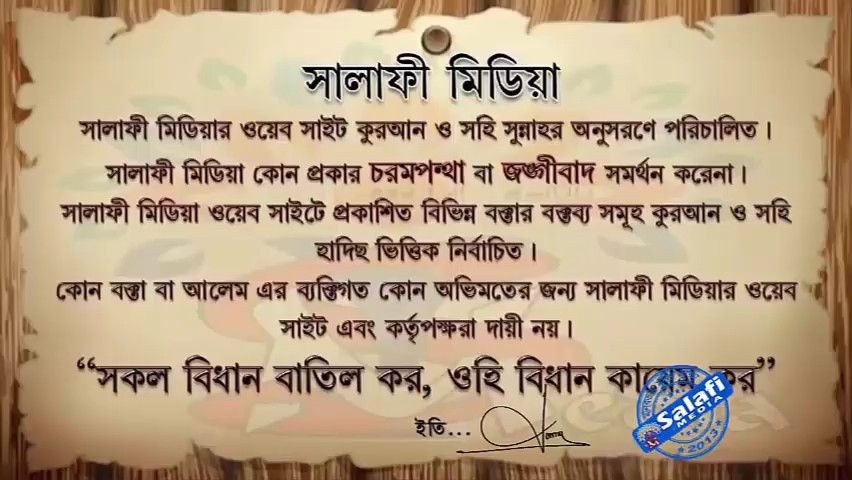 সালাফী মিডিয়া
সালাফী মিডিয়ার ওয়েব সাইট কুরআন ও সহি সুন্নাহর অনুসরণে পরিচালিত।
সালাফী মিডিয়া কোন প্রকার চরমপন্থা বা জঙ্গীবাদ সমর্থন করেনা।
সালাফী মিডিয়া ওয়েব সাইটে প্রকাশিত বিভিন্ন বক্তার বক্তব্য সমূহ কুরআন ও সহি
হাদিছ ভিত্তিক নির্বাচিত।
কোন বক্তা বা আলেম এর ব্যক্তিগত কোন অভিমতের জন্য সালাফী মিডিয়ার ওয়েব
সাইট এবং কর্তৃপক্ষরা দায়ী নয়।
“সকল বিধান বাতিল কর, ওহি বিধান কায়েম কর”
ইতি...
Salafi
MEDIA
2013